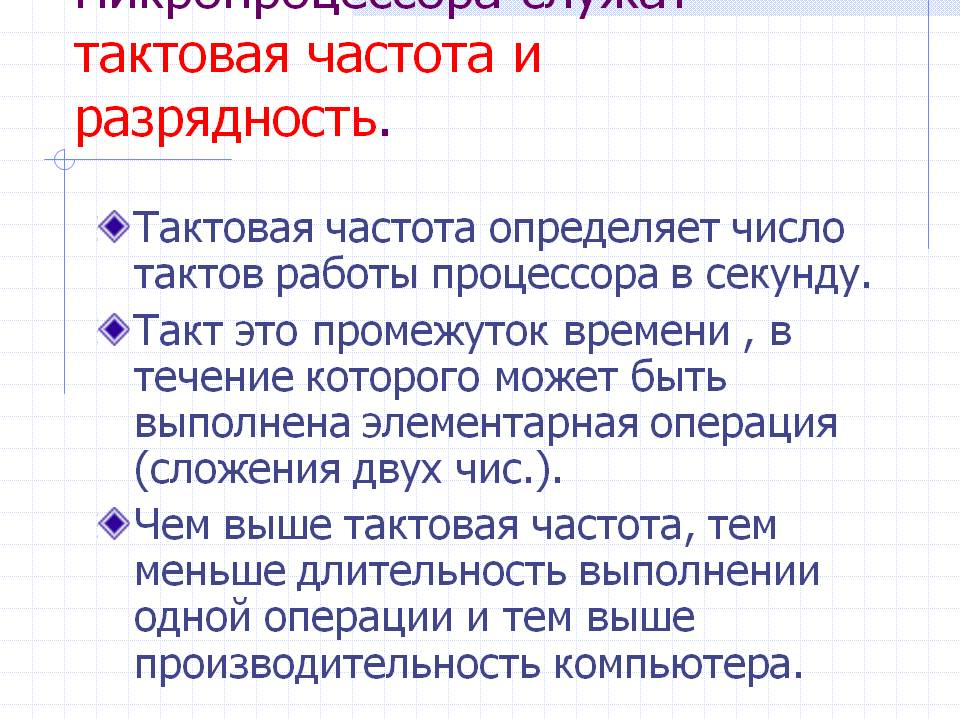 микропроцессора служат
тактовая частота и
разрядность.
Тактовая частота определяет число
тактов работы процессора в секунду.
Такт это промежуток времени , в
течение которого может быть
выполнена элементарная операция
(сложения двух чис.).
Чем выше тактовая частота, тем
меньше длительность выполнении
одной операции и тем выше
производительность компьютера.